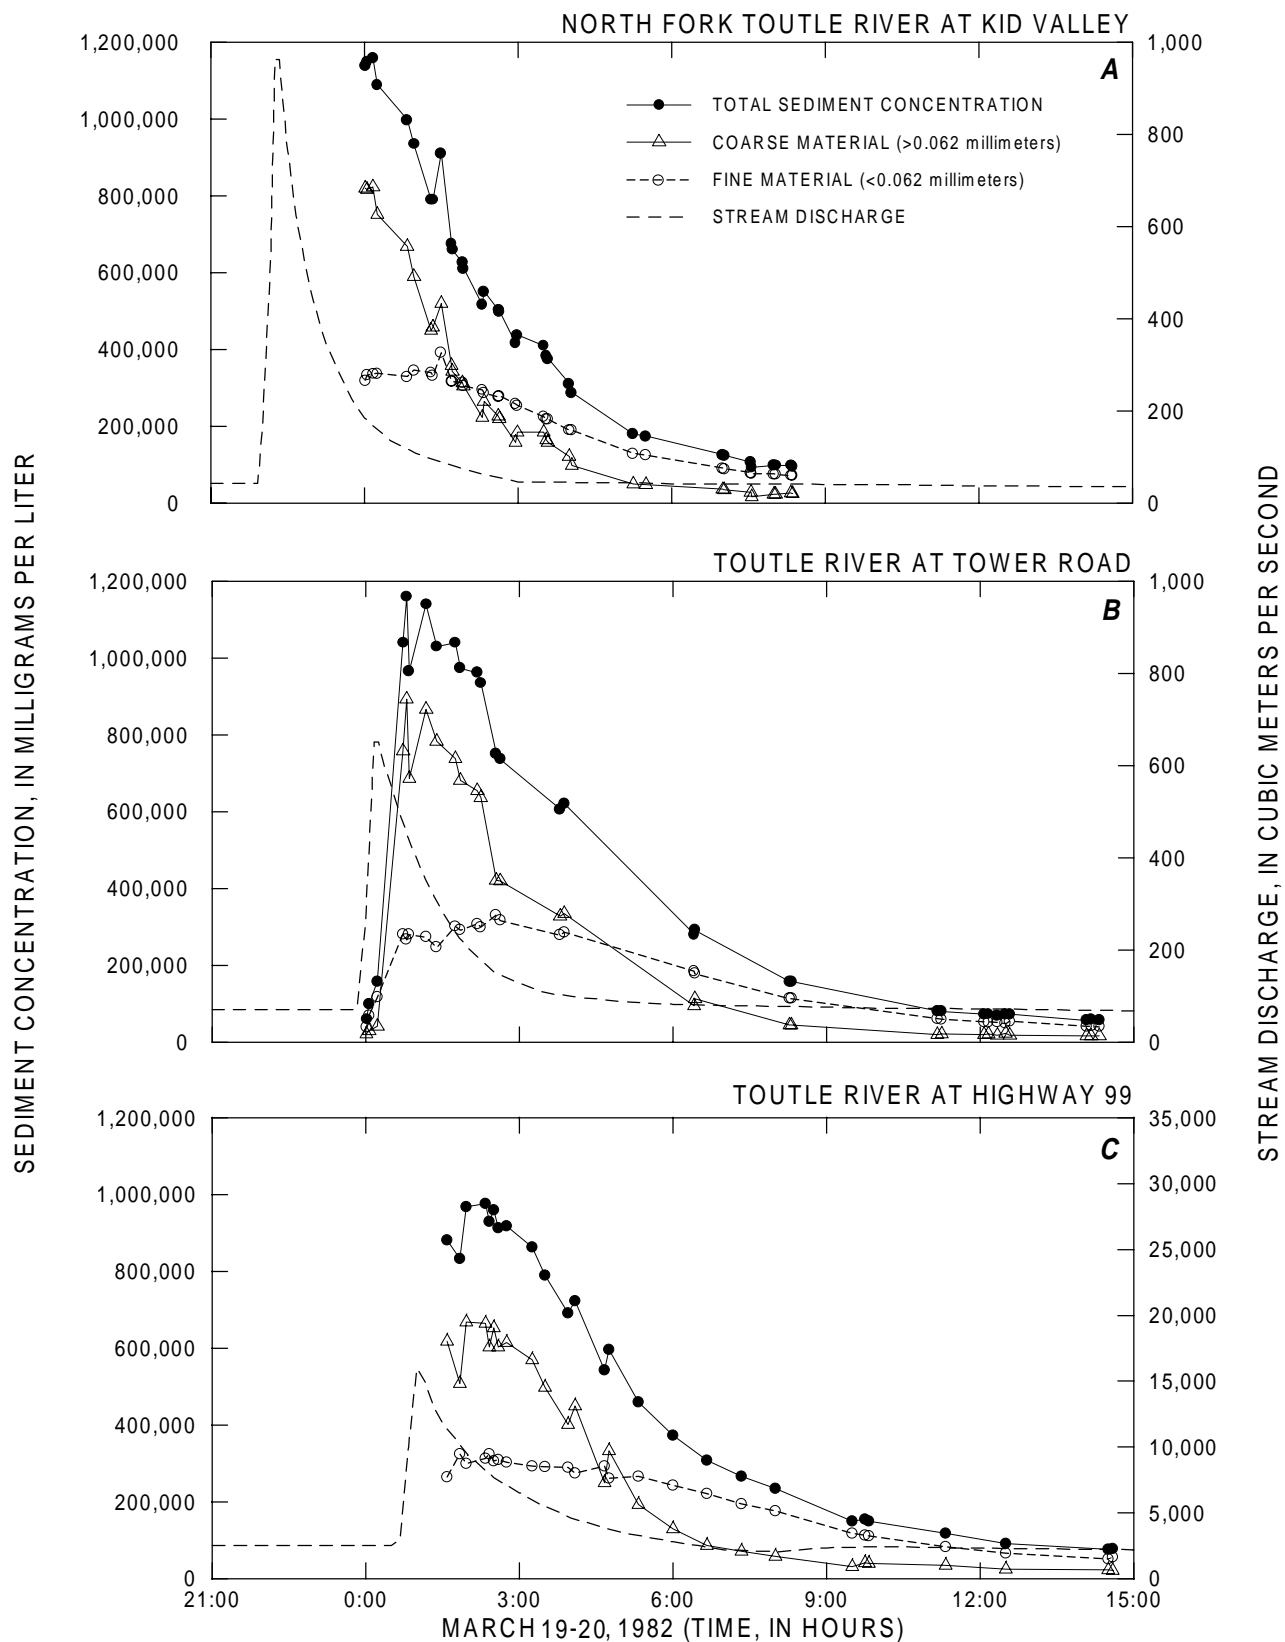 NORTH FORK TOUTLE RIVER AT KID VALLEY
A
TOTAL SEDIMENT CONCENTRATION
COARSE MATERIAL (>0.062 millimeters)
FINE MATERIAL (<0.062 millimeters)
STREAM DISCHARGE
1,200,000
1,000,000
800,000
600,000
400,000
200,000
0
1,000
800
600
400
200
0
TOUTLE RIVER AT TOWER ROAD
B
1,200,000
1,000,000
800,000
600,000
400,000
200,000
0
1,000
800
600
400
200
0
TOUTLE RIVER AT HIGHWAY 99
C
1,200,000
1,000,000
800,000
600,000
400,000
200,000
0
35,000
30,000
25,000
20,000
15,000
10,000
5,000
0
21:00 0:00 3:00 6:00 9:00 12:00 15:00
MARCH 19-20, 1982 (TIME, IN HOURS)
SEDIMENT CONCENTRATION, IN MILLIGRAMS PER LITER
STREAM DISCHARGE, IN CUBIC METERS PER SECOND